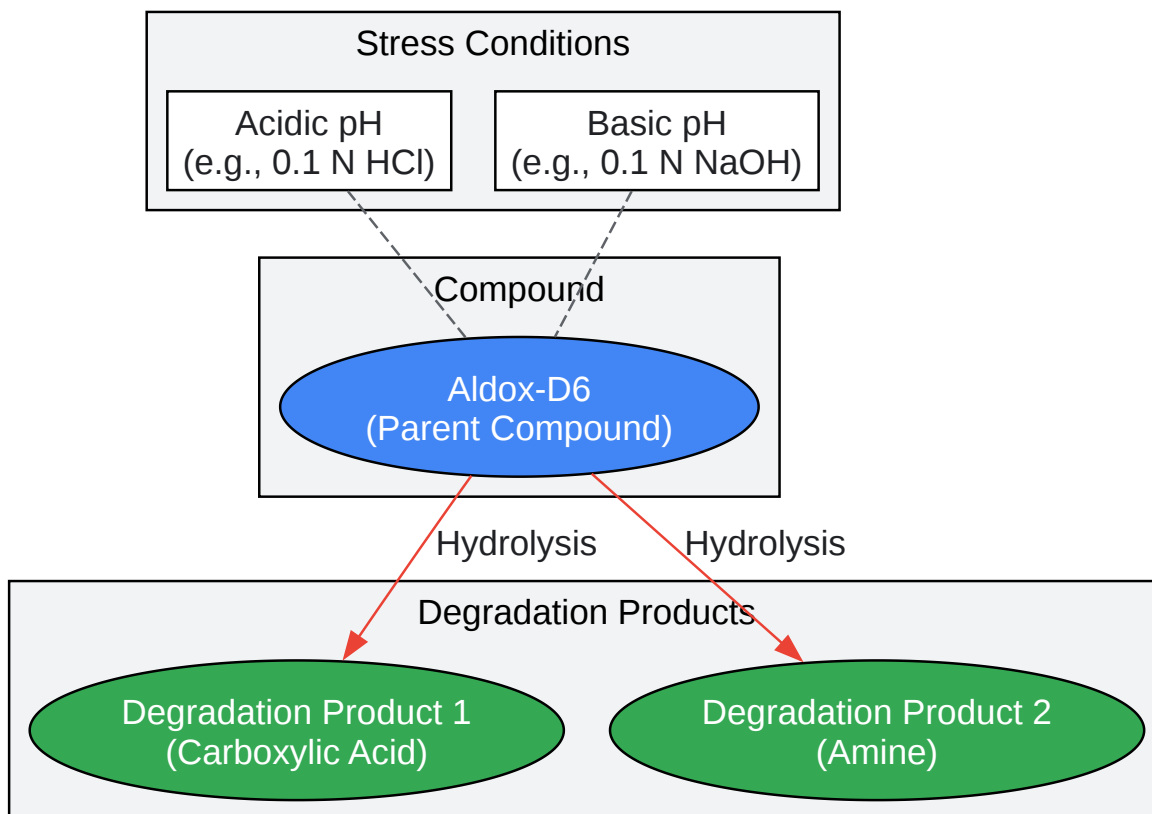 Stress Conditions
Acidic pH
(e.g., 0.1 N HCl)
Basic pH
(e.g., 0.1 N NaOH)
Compound
Aldox-D6
(Parent Compound)
Hydrolysis
Hydrolysis
Degradation Products
Degradation Product 1
(Carboxylic Acid)
Degradation Product 2
(Amine)